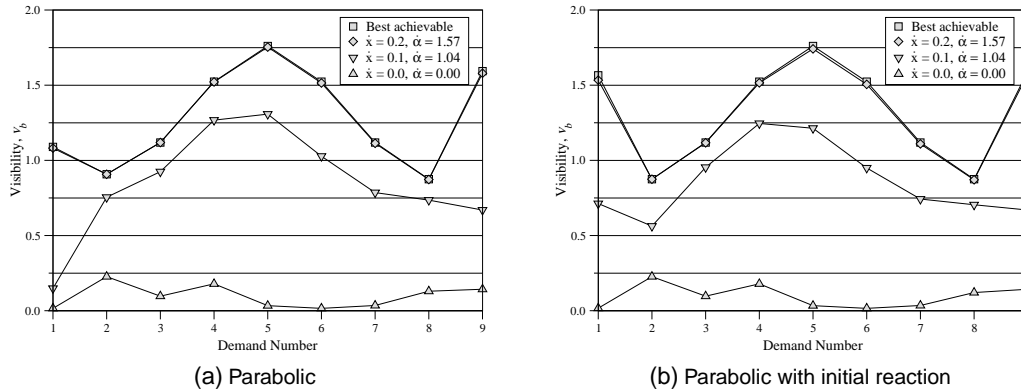 2.0
1.5
1.0
0.5
0.0
Visibility, v_b
Best achievable
ẋ = 0.2, α̇ = 1.57
ẋ = 0.1, α̇ = 1.04
ẋ = 0.0, α̇ = 0.00
1 2 3 4 5 6 7 8 9
Demand Number
(a) Parabolic
2.0
1.5
1.0
0.5
0.0
Visibility, v_b
Best achievable
ẋ = 0.2, α̇ = 1.57
ẋ = 0.1, α̇ = 1.04
ẋ = 0.0, α̇ = 0.00
1 2 3 4 5 6 7 8
Demand Number
(b) Parabolic with initial reaction